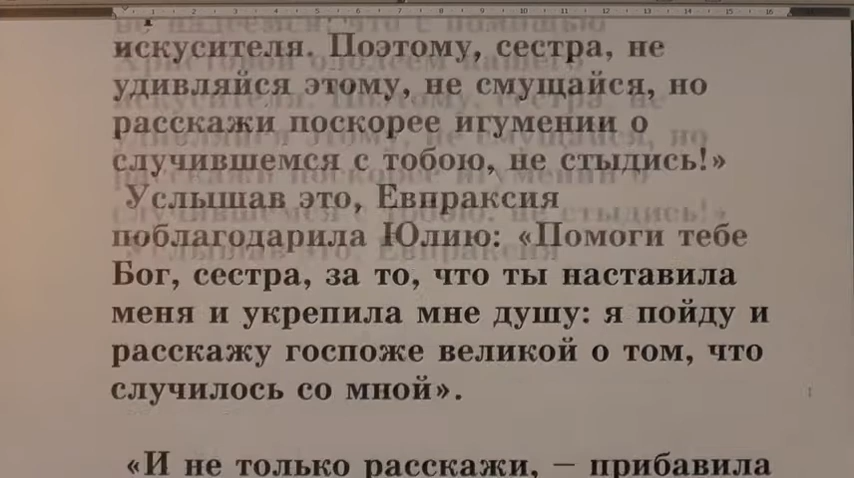 искусителя. Поэтому, сестра, не
удивляйся этому, не смущайся, но
расскажи поскорее игумении о
случившемся с тобою, не стыдись!»
Услышав это, Евпраксия
поблагодарила Юлию: «Помоги тебе
Бог, сестра, за то, что ты наставила
меня и укрепила мне душу: я пойду и
расскажу госпоже великой о том, что
случилось со мной».
«И не только расскажи, – прибавила